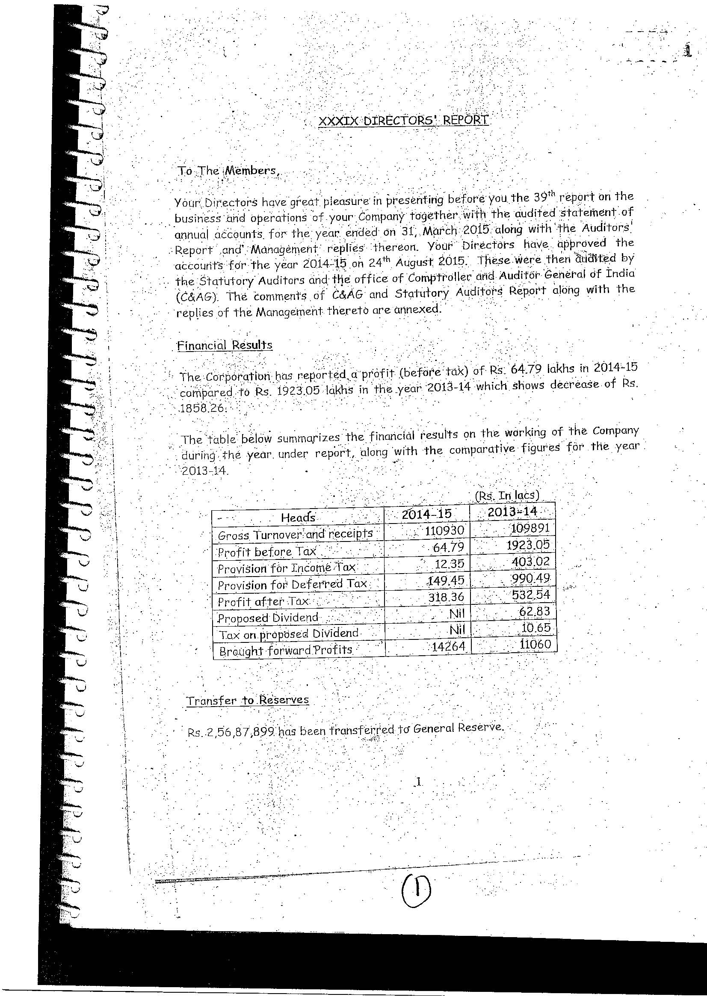 1
XXXIX DIRECTORS' REPORT
To The Members,
Your Directors have great pleasure in presenting before you the 39th report on the
business and operations of your Company together with the audited statement of
annual accounts for the year ended on 31, March 2015 along with the Auditors'
Report and Management replies thereon. Your Directors have approved the
accounts for the year 2014-15 on 24th August 2015. These were then audited by
the Statutory Auditors and the office of Comptroller and Auditor General of India
(C&AG). The comments of C&AG and Statutory Auditors Report along with the
replies of the Management thereto are annexed.
Financial Results
The Corporation has reported a profit (before tax) of Rs. 64.79 lakhs in 2014-15
compared to Rs. 1923.05 lakhs in the year 2013-14 which shows decrease of Rs.
1858.26.
The table below summarizes the financial results on the working of the Company
during the year under report, along with the comparative figures for the year
2013-14.
(Rs. In lacs)
Heads 2014-15 2013-14
Gross Turnover and receipts 110930 109891
Profit before Tax 64.79 1923.05
Provision for Income Tax 12.35 403.02
Provision for Deferred Tax 149.45 990.49
Profit after Tax 318.36 532.54
Proposed Dividend Nil 62.83
Tax on proposed Dividend Nil 10.65
Brought forward Profits 14264 11060
Transfer to Reserves
Rs. 2,56,87,899 has been transferred to General Reserve.
1
1